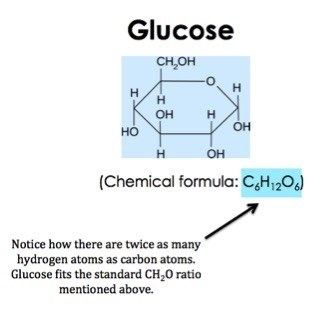 Glucose
CH₂OH
O
H
H
H
OH
H
HO
OH
H
OH
(Chemical formula: C₆H₁₂O₆)
Notice how there are twice as many
hydrogen atoms as carbon atoms.
Glucose fits the standard CH₂O ratio
mentioned above.